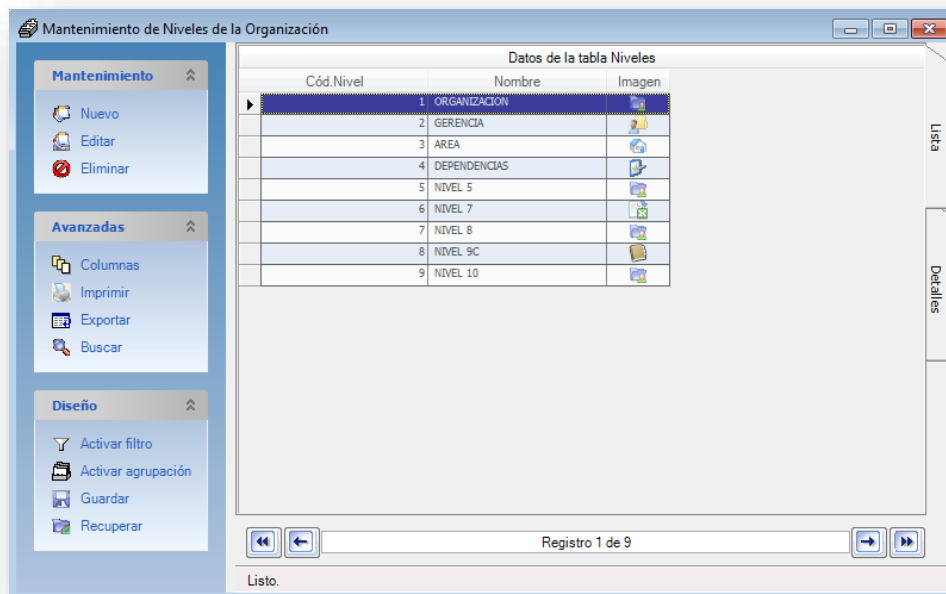 Mantenimiento de Niveles de la Organización
Mantenimiento
Nuevo
Editar
Eliminar
Avanzadas
Columnas
Imprimir
Exportar
Buscar
Diseño
Activar filtro
Activar agrupación
Guardar
Recuperar
Datos de la tabla Niveles
Cód.Nivel Nombre Imagen
1 ORGANIZACION
2 GERENCIA
3 AREA
4 DEPENDENCIAS
5 NIVEL 5
6 NIVEL 7
7 NIVEL 8
8 NIVEL 9C
9 NIVEL 10
Registro 1 de 9
Listo.
Lista
Detalles